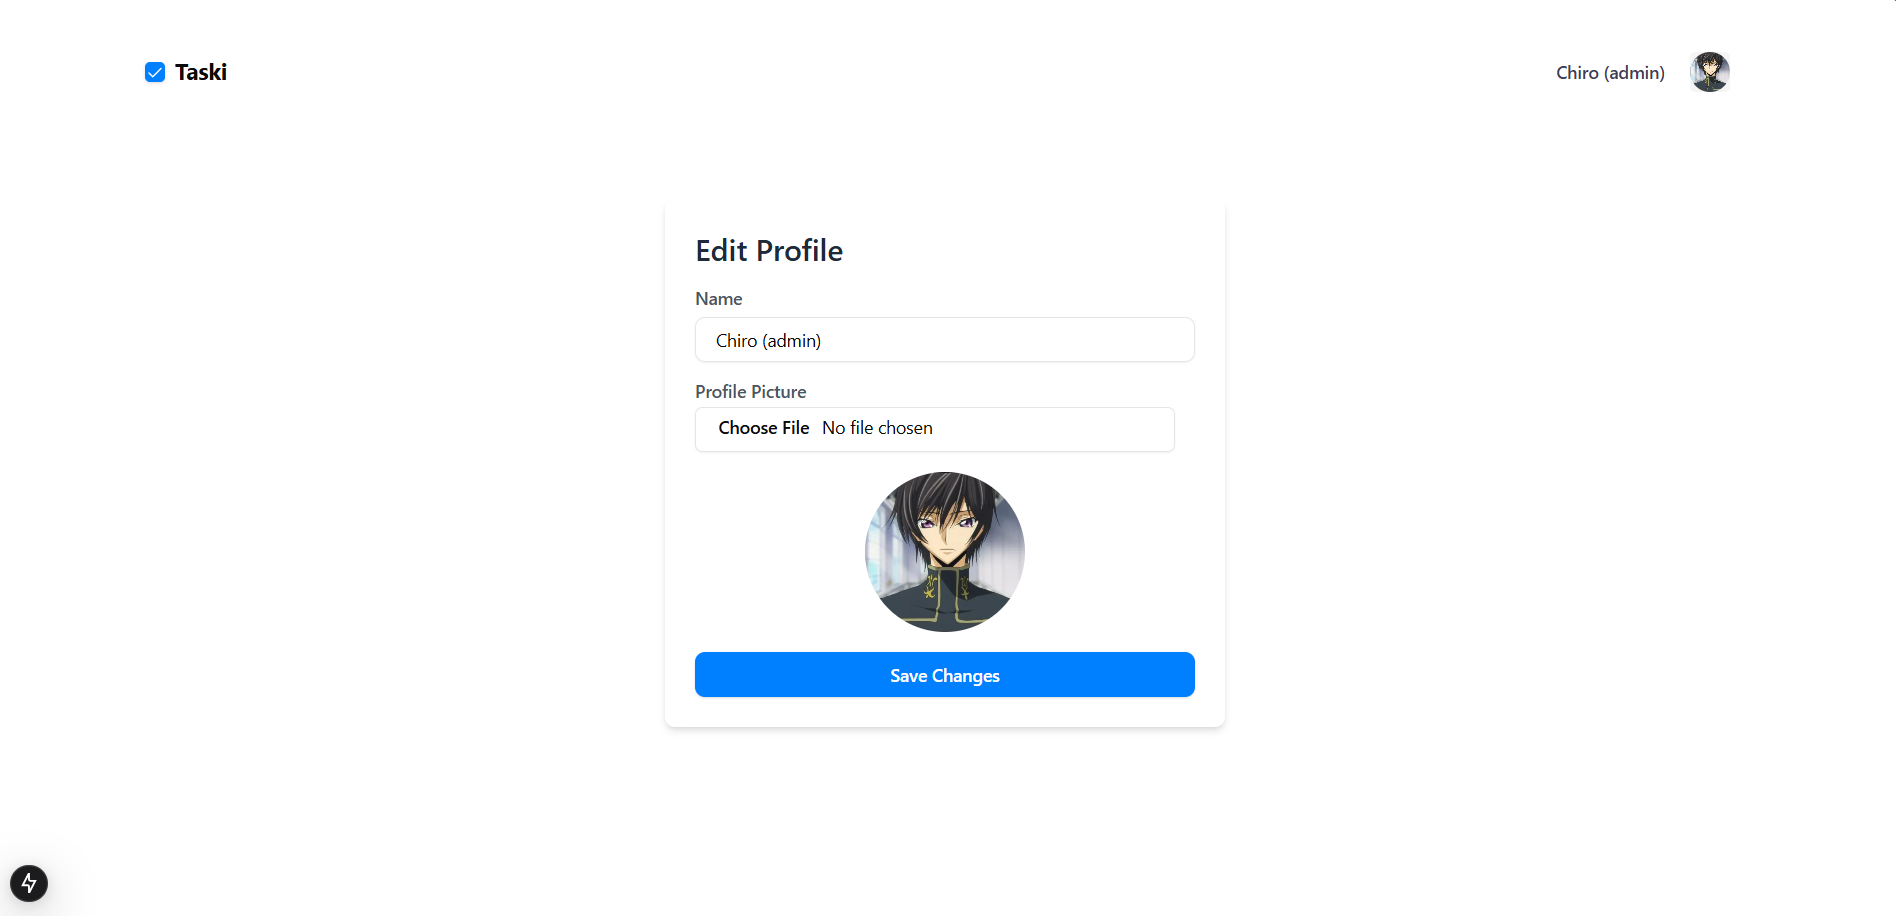 Taski
Chiro (admin)
Edit Profile
Name
Chiro (admin)
Profile Picture
Choose File No file chosen
Save Changes